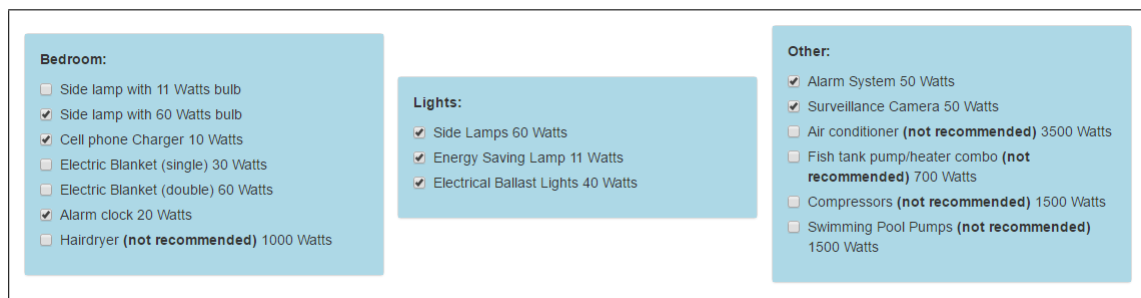 Bedroom:
Side lamp with 11 Watts bulb
Side lamp with 60 Watts bulb
Cell phone Charger 10 Watts
Electric Blanket (single) 30 Watts
Electric Blanket (double) 60 Watts
Alarm clock 20 Watts
Hairdryer (not recommended) 1000 Watts
Lights:
Side Lamps 60 Watts
Energy Saving Lamp 11 Watts
Electrical Ballast Lights 40 Watts
Other:
Alarm System 50 Watts
Surveillance Camera 50 Watts
Air conditioner (not recommended) 3500 Watts
Fish tank pump/heater combo (not
recommended) 700 Watts
Compressors (not recommended) 1500 Watts
Swimming Pool Pumps (not recommended)
1500 Watts